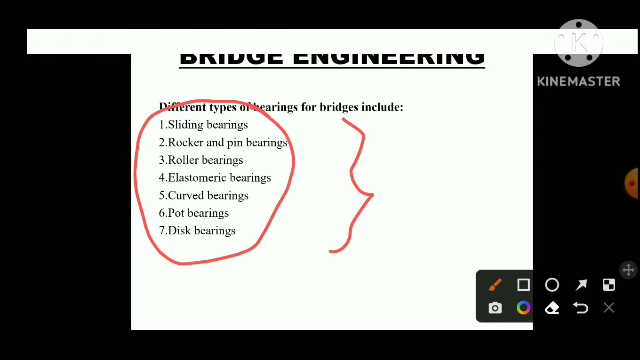 BRIDGE ENGINEERING
KINEMASTER
Different types of bearings for bridges include:
1.Sliding bearings
2.Rocker and pin bearings
3.Roller bearings
4.Elastomeric bearings
5.Curved bearings
6.Pot bearings
7.Disk bearings